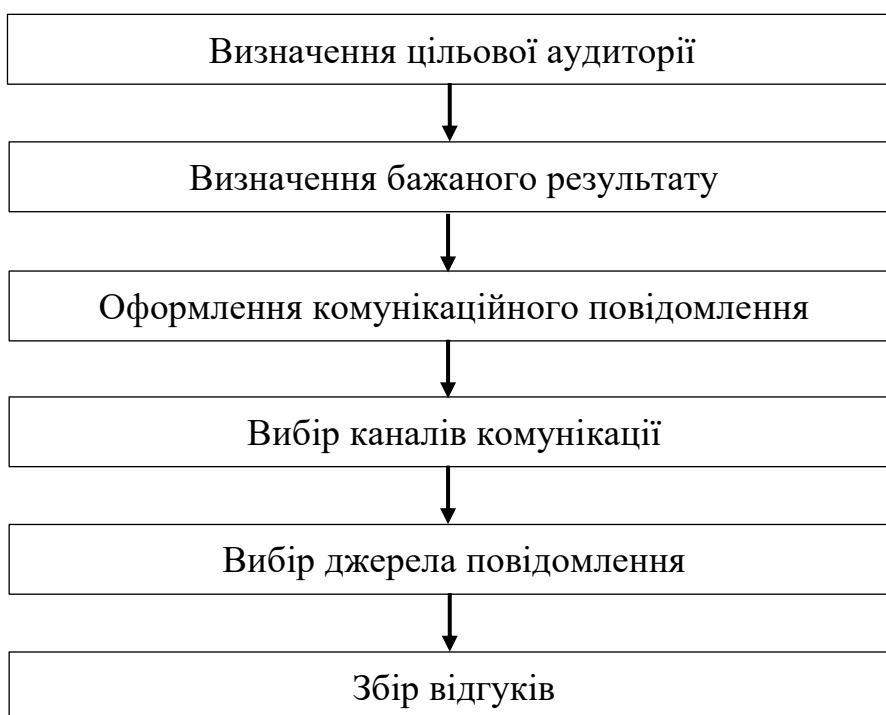 Визначення цільової аудиторії
Визначення бажаного результату
Оформлення комунікаційного повідомлення
Вибір каналів комунікації
Вибір джерела повідомлення
Збір відгуків